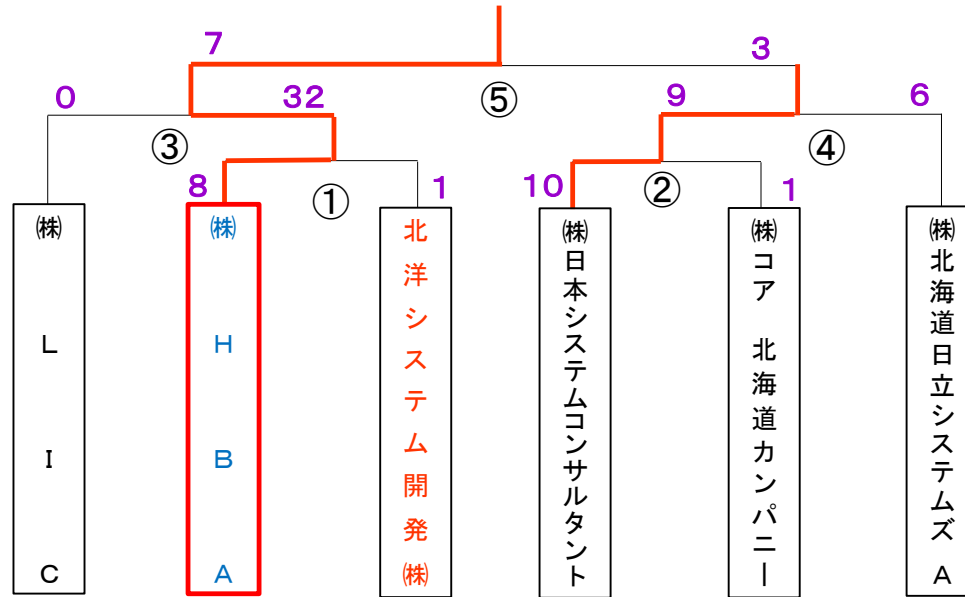 7
3
0
32
⑤
9
6
③
④
8
①
1
10
②
1
㈱LIC
㈱HBA
北洋システム開発㈱
㈱日本システムコンサルタント
㈱コア 北海道カンパニー
㈱北海道日立システムズA